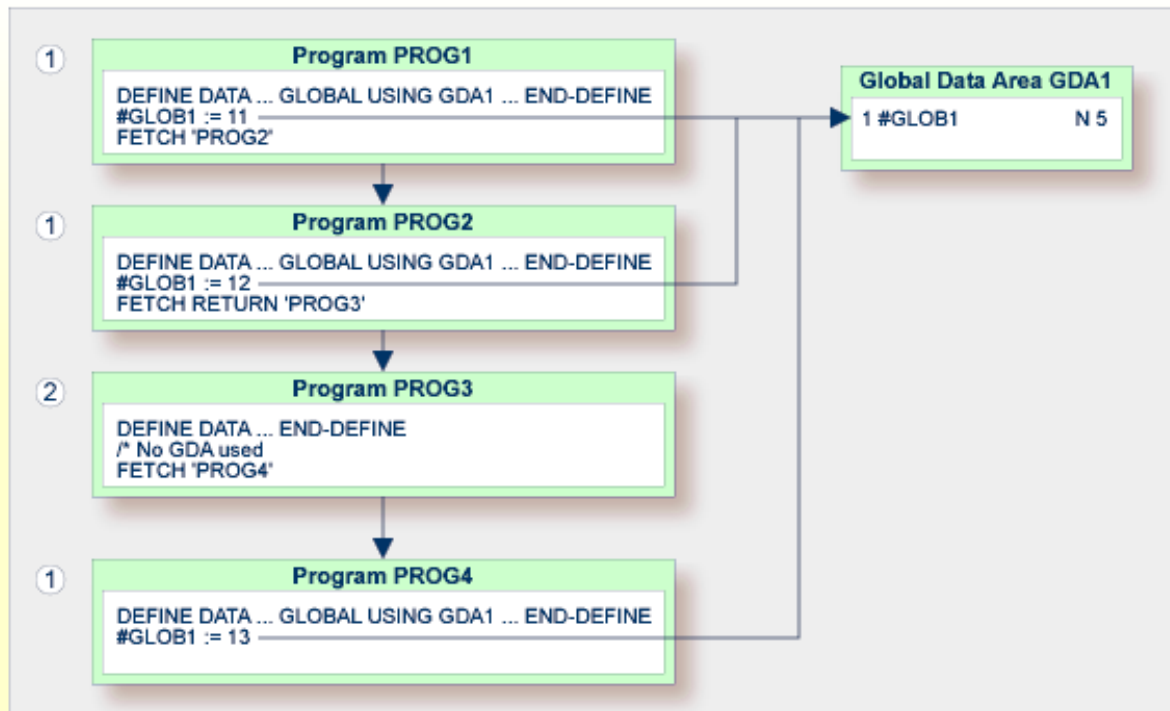 1
Program PROG1
DEFINE DATA ... GLOBAL USING GDA1 ... END-DEFINE
#GLOB1 := 11
FETCH 'PROG2'
Global Data Area GDA1
1 #GLOB1 N 5
1
Program PROG2
DEFINE DATA ... GLOBAL USING GDA1 ... END-DEFINE
#GLOB1 := 12
FETCH RETURN 'PROG3'
2
Program PROG3
DEFINE DATA ... END-DEFINE
/* No GDA used
FETCH 'PROG4'
1
Program PROG4
DEFINE DATA ... GLOBAL USING GDA1 ... END-DEFINE
#GLOB1 := 13